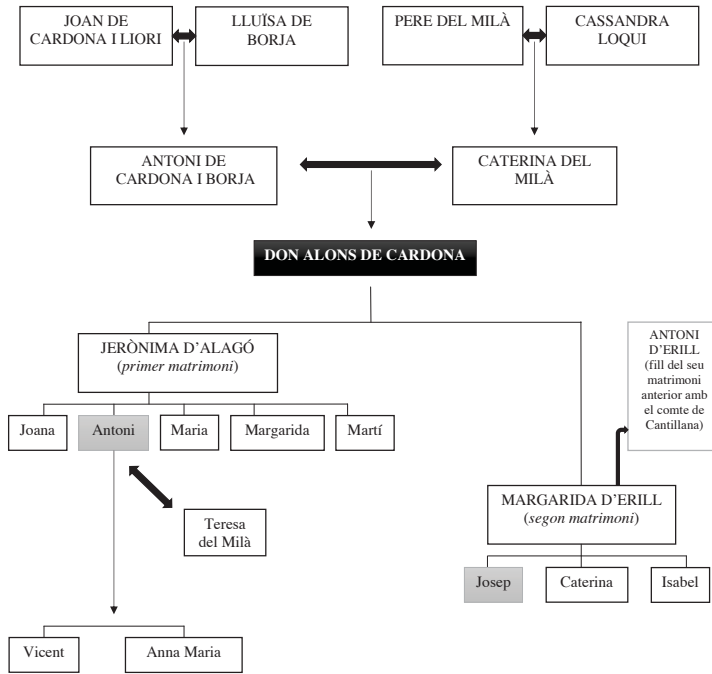 JOAN DE
CARDONA I LIORI
LLUÏSA DE
BORJA
PERE DEL MILÀ
CASSANDRA
LOQUI
ANTONI DE
CARDONA I BORJA
CATERINA DEL
MILÀ
DON ALONS DE CARDONA
JERÒNIMA D’ALAGÓ
(primer matrimoni)
ANTONI
D’ERILL
(fill del seu
matrimoni
anterior amb
el comte de
Cantillana)
Joana
Antoni
Maria
Margarida
Martí
Teresa
del Milà
MARGARIDA D’ERILL
(segon matrimoni)
Josep
Caterina
Isabel
Vicent
Anna Maria